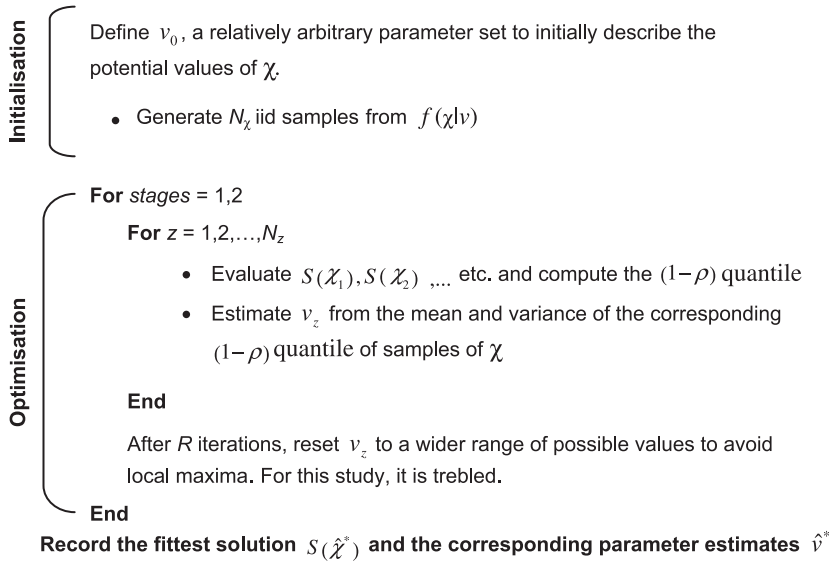 Initialisation
Define v₀, a relatively arbitrary parameter set to initially describe the
potential values of χ.
• Generate Nχ iid samples from f(χ|v)
Optimisation
For stages = 1,2
For z = 1,2,…,N_z
• Evaluate S(χ₁), S(χ₂) ,... etc. and compute the (1−ρ) quantile
• Estimate v_z from the mean and variance of the corresponding
(1−ρ) quantile of samples of χ
End
After R iterations, reset v_z to a wider range of possible values to avoid
local maxima. For this study, it is trebled.
End
Record the fittest solution S(χ̂*) and the corresponding parameter estimates v̂*